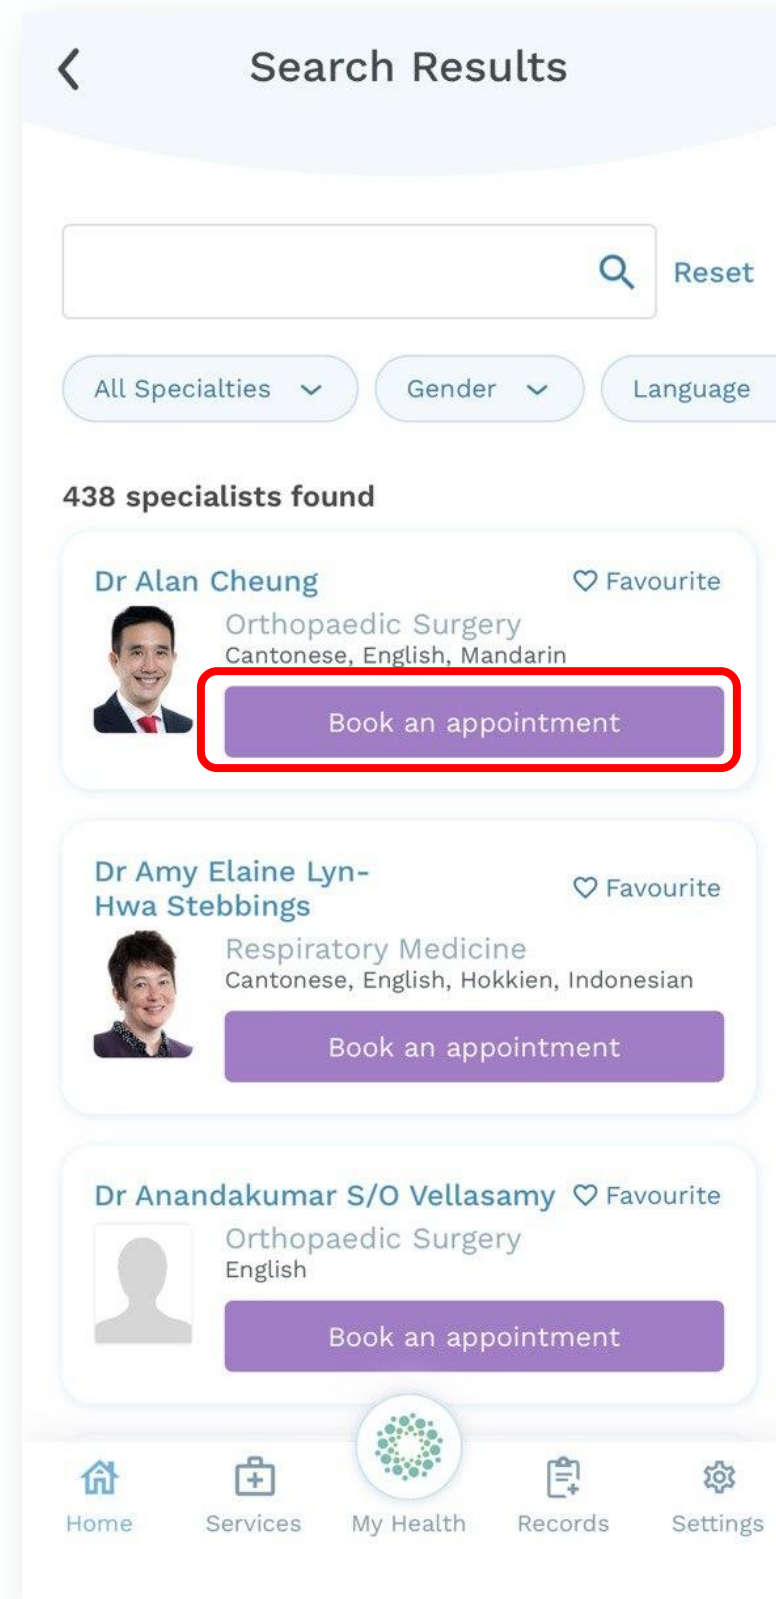 Search Results
Reset
All Specialties
Gender
Language
438 specialists found
Dr Alan Cheung
Favourite
Orthopaedic Surgery
Cantonese, English, Mandarin
Book an appointment
Dr Amy Elaine Lyn-
Hwa Stebbings
Favourite
Respiratory Medicine
Cantonese, English, Hokkien, Indonesian
Book an appointment
Dr Anandakumar S/O Vellasamy
Favourite
Orthopaedic Surgery
English
Book an appointment
Home
Services
My Health
Records
Settings